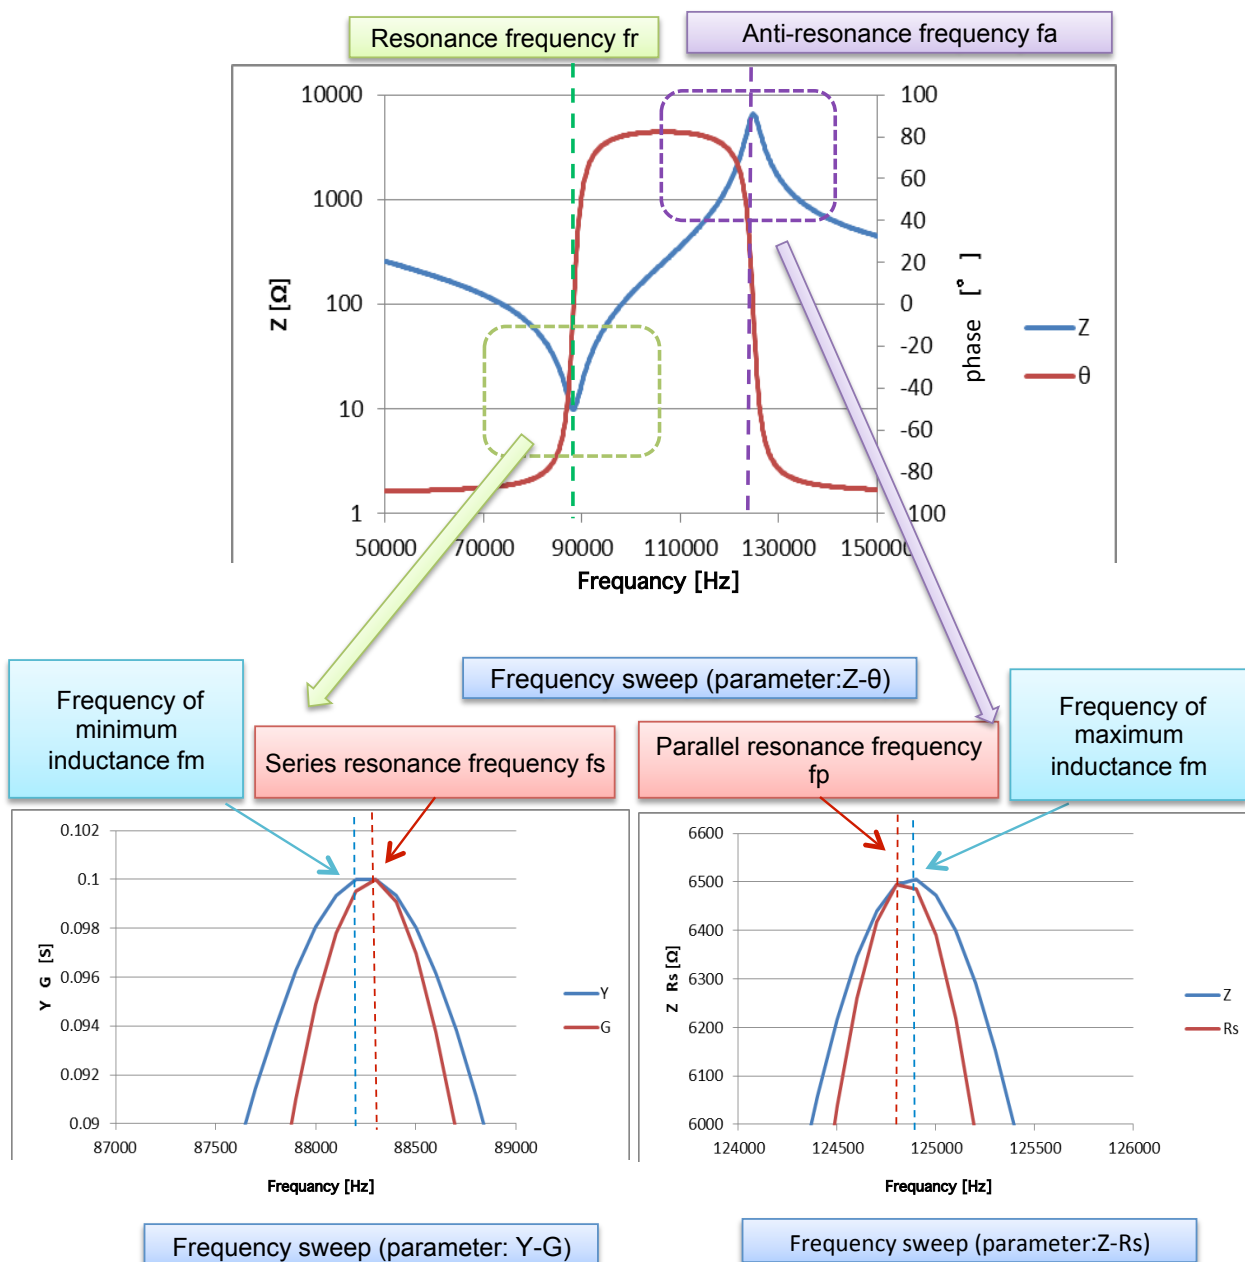 Resonance frequency fr
Anti-resonance frequency fa
10000
1000
100
10
1
Z [Ω]
100
80
60
40
20
0
-20
-40
-60
-80
100
phase [°]
Z
θ
50000 70000 90000 110000 130000 150000
Frequancy [Hz]
Frequency sweep (parameter:Z-θ)
Frequency of
minimum
inductance fm
Series resonance frequency fs
Parallel resonance frequency
fp
Frequency of
maximum
inductance fm
0.102
0.1
0.098
0.096
0.094
0.092
0.09
Y G [S]
Y
G
87000 87500 88000 88500 89000
Frequancy [Hz]
6600
6500
6400
6300
6200
6100
6000
Z Rs [Ω]
Z
Rs
124000 124500 125000 125500 126000
Frequancy [Hz]
Frequency sweep (parameter: Y-G)
Frequency sweep (parameter:Z-Rs)